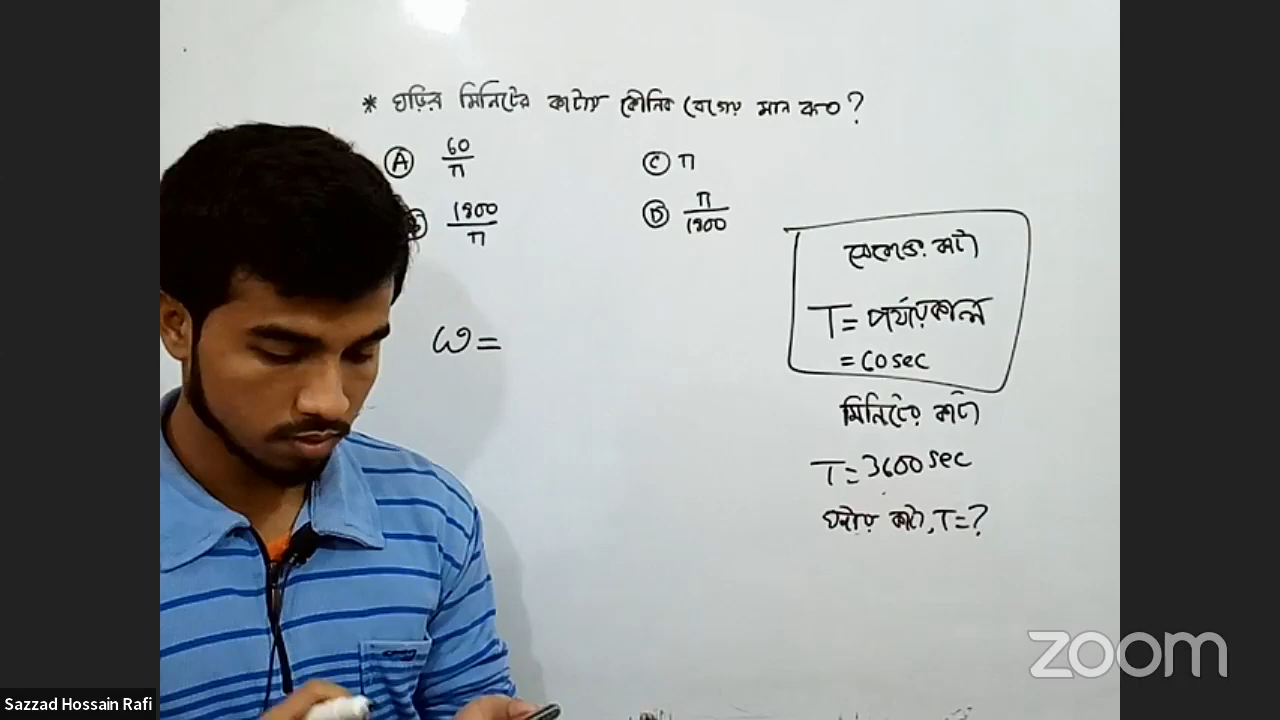 * ঘড়ির মিনিটের কাটার কৌনিক বেগের মান কত?
A 60/π
C π
1800/π
D π/1800
সেকেন্ডের কাটা
T = পর্যায়কাল
= 60 sec
ω =
মিনিটের কাটা
T = 3600 sec
ঘন্টার কাটা, T = ?
zoom
Sazzad Hossain Rafi